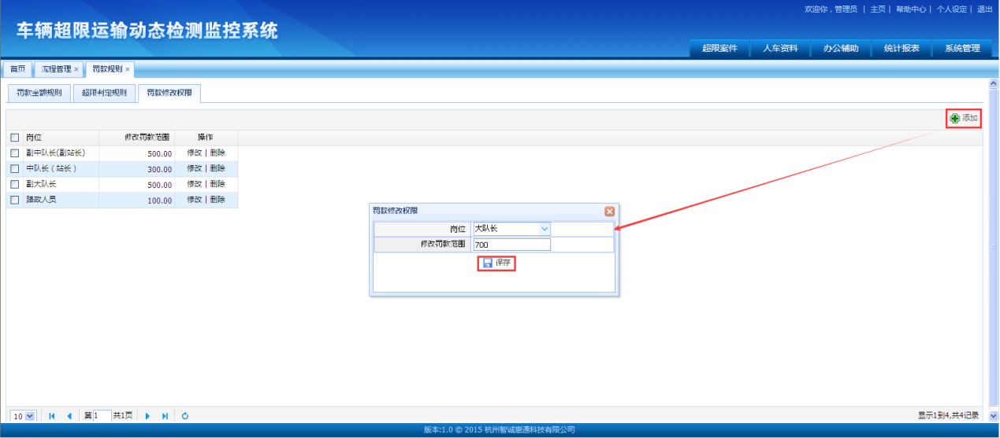 欢迎你，管理员 | 主页 | 帮助中心 | 个人设定 | 退出
车辆超限运输动态检测监控系统
超限案件 人车资料 办公辅助 统计报表 系统管理
首页 流程管理 × 罚款规则 ×
罚款金额规则 超限判定规则 罚款修改权限
添加
岗位 修改罚款范围 操作
副中队长(副站长) 500.00 修改 | 删除
中队长（站长） 300.00 修改 | 删除
副大队长 500.00 修改 | 删除
路政人员 100.00 修改 | 删除
罚款修改权限
岗位 大队长
修改罚款范围 700
保存
10 第 1 共1页 显示1到4,共4记录
版本:1.0 © 2015 杭州智诚惠通科技有限公司